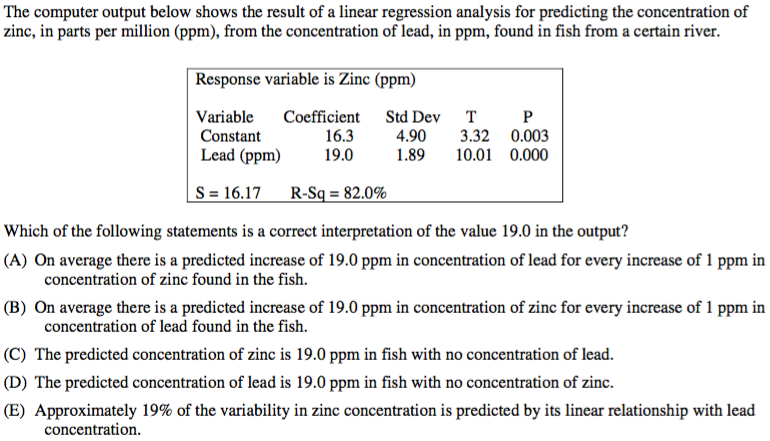 The computer output below shows the result of a linear regression analysis for predicting the concentration of
zinc, in parts per million (ppm), from the concentration of lead, in ppm, found in fish from a certain river.
Response variable is Zinc (ppm)
Variable Coefficient Std Dev T P
Constant 16.3 4.90 3.32 0.003
Lead (ppm) 19.0 1.89 10.01 0.000
S = 16.17 R-Sq = 82.0%
Which of the following statements is a correct interpretation of the value 19.0 in the output?
(A) On average there is a predicted increase of 19.0 ppm in concentration of lead for every increase of 1 ppm in
concentration of zinc found in the fish.
(B) On average there is a predicted increase of 19.0 ppm in concentration of zinc for every increase of 1 ppm in
concentration of lead found in the fish.
(C) The predicted concentration of zinc is 19.0 ppm in fish with no concentration of lead.
(D) The predicted concentration of lead is 19.0 ppm in fish with no concentration of zinc.
(E) Approximately 19% of the variability in zinc concentration is predicted by its linear relationship with lead
concentration.